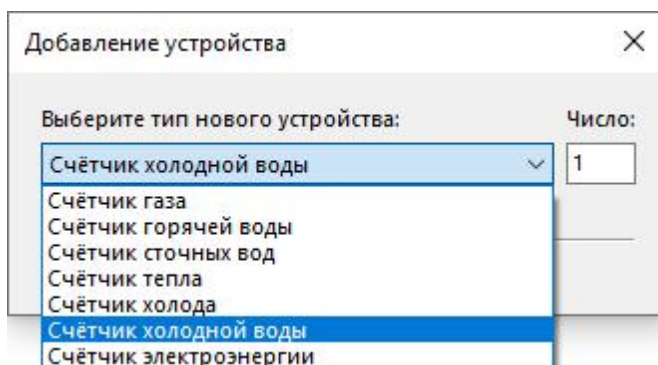 Добавление устройства
Выберите тип нового устройства: Число:
Счётчик холодной воды 1
Счётчик газа
Счётчик горячей воды
Счётчик сточных вод
Счётчик тепла
Счётчик холода
Счётчик холодной воды
Счётчик электроэнергии